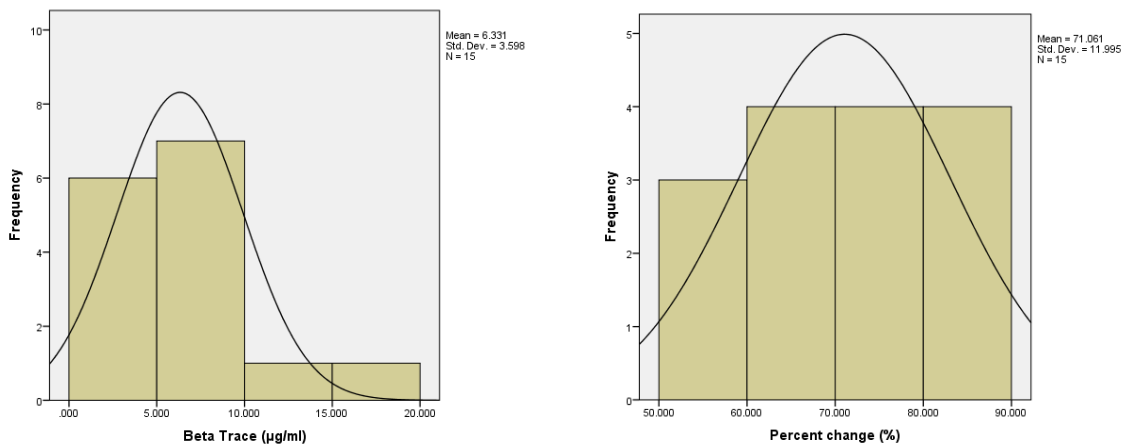 Mean = 6.331
Std. Dev. = 3.598
N = 15
10
8
6
4
2
0
Frequency
.000 5.000 10.000 15.000 20.000
Beta Trace (µg/ml)
Mean = 71.061
Std. Dev. = 11.995
N = 15
5
4
3
2
1
0
Frequency
50.000 60.000 70.000 80.000 90.000
Percent change (%)